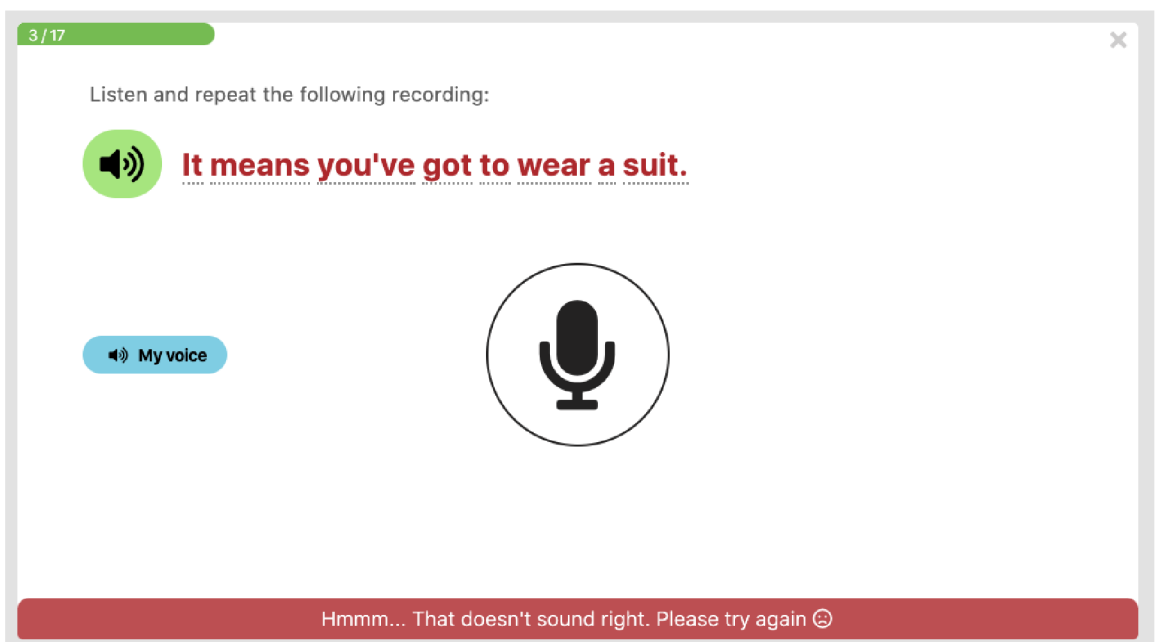 3/17
Listen and repeat the following recording:
It means you've got to wear a suit.
My voice
Hmmm... That doesn't sound right. Please try again